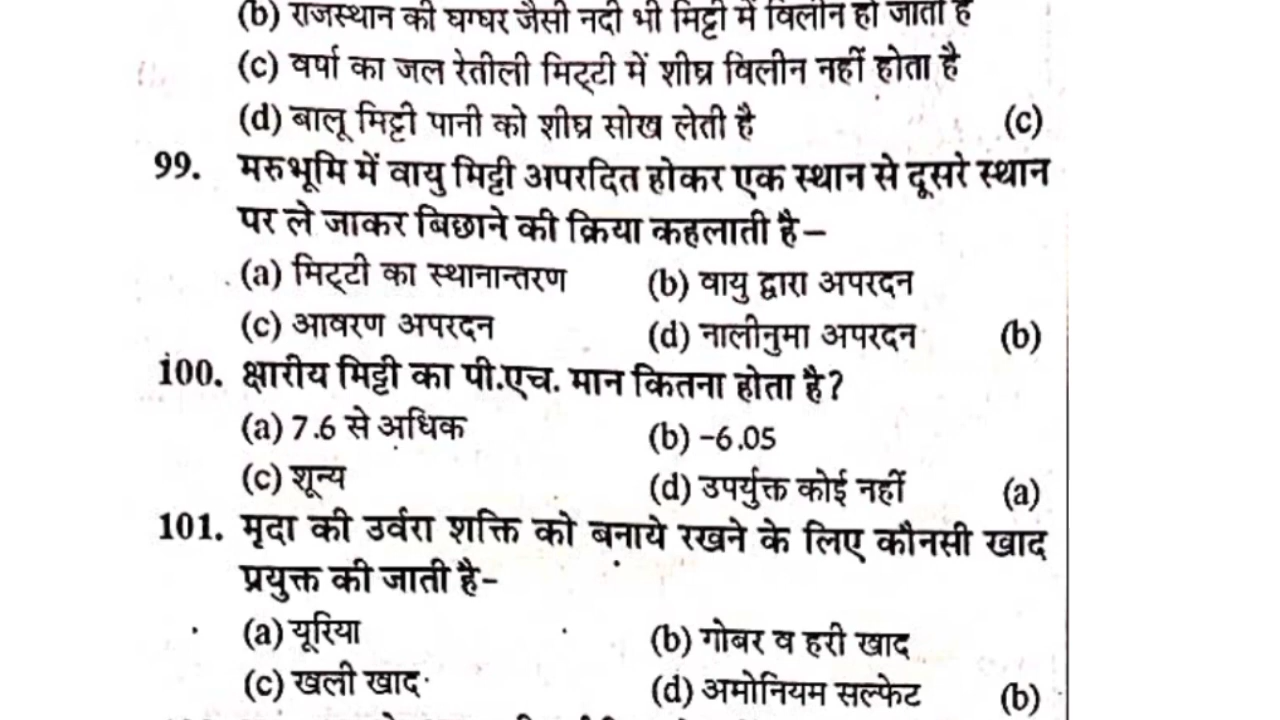 (b) राजस्थान की घग्घर जैसी नदी भी मिट्टी में विलीन हो जाती है
(c) वर्षा का जल रेतीली मिट्टी में शीघ्र विलीन नहीं होता है
(d) बालू मिट्टी पानी को शीघ्र सोख लेती है (c)
99. मरुभूमि में वायु मिट्टी अपरदित होकर एक स्थान से दूसरे स्थान
पर ले जाकर बिछाने की क्रिया कहलाती है–
(a) मिट्टी का स्थानान्तरण (b) वायु द्वारा अपरदन
(c) आवरण अपरदन (d) नालीनुमा अपरदन (b)
100. क्षारीय मिट्टी का पी.एच. मान कितना होता है?
(a) 7.6 से अधिक (b) -6.05
(c) शून्य (d) उपर्युक्त कोई नहीं (a)
101. मृदा की उर्वरा शक्ति को बनाये रखने के लिए कौनसी खाद
प्रयुक्त की जाती है-
(a) यूरिया (b) गोबर व हरी खाद
(c) खली खाद (d) अमोनियम सल्फेट (b)